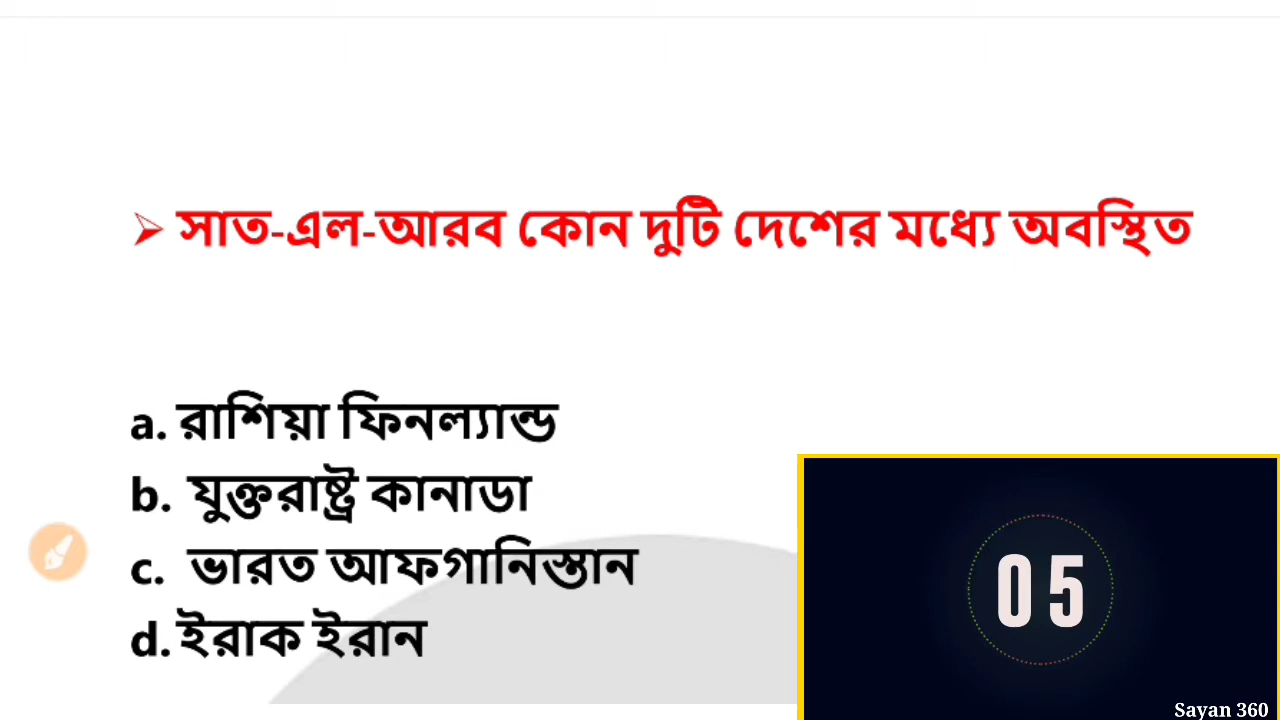 ➢ সাত-এল-আরব কোন দুটি দেশের মধ্যে অবস্থিত
a. রাশিয়া ফিনল্যান্ড
b. যুক্তরাষ্ট্র কানাডা
c. ভারত আফগানিস্তান
d. ইরাক ইরান
05
Sayan 360